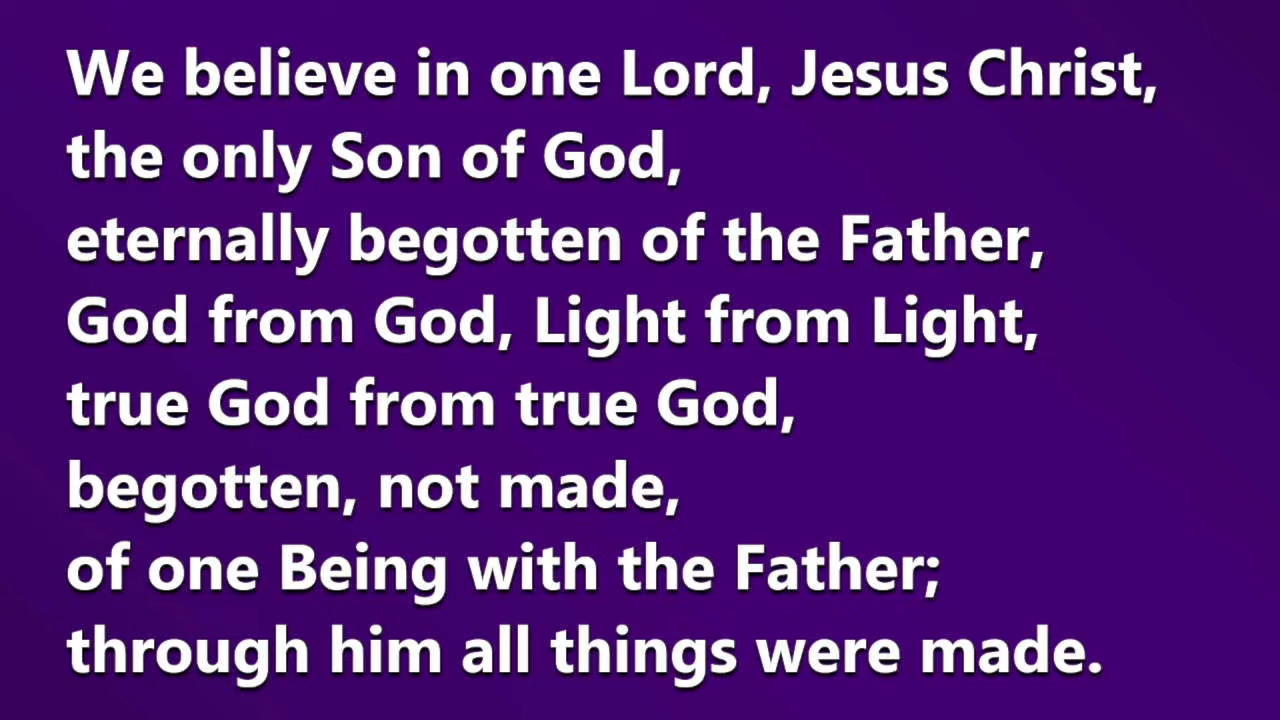 We believe in one Lord, Jesus Christ,
the only Son of God,
eternally begotten of the Father,
God from God, Light from Light,
true God from true God,
begotten, not made,
of one Being with the Father;
through him all things were made.